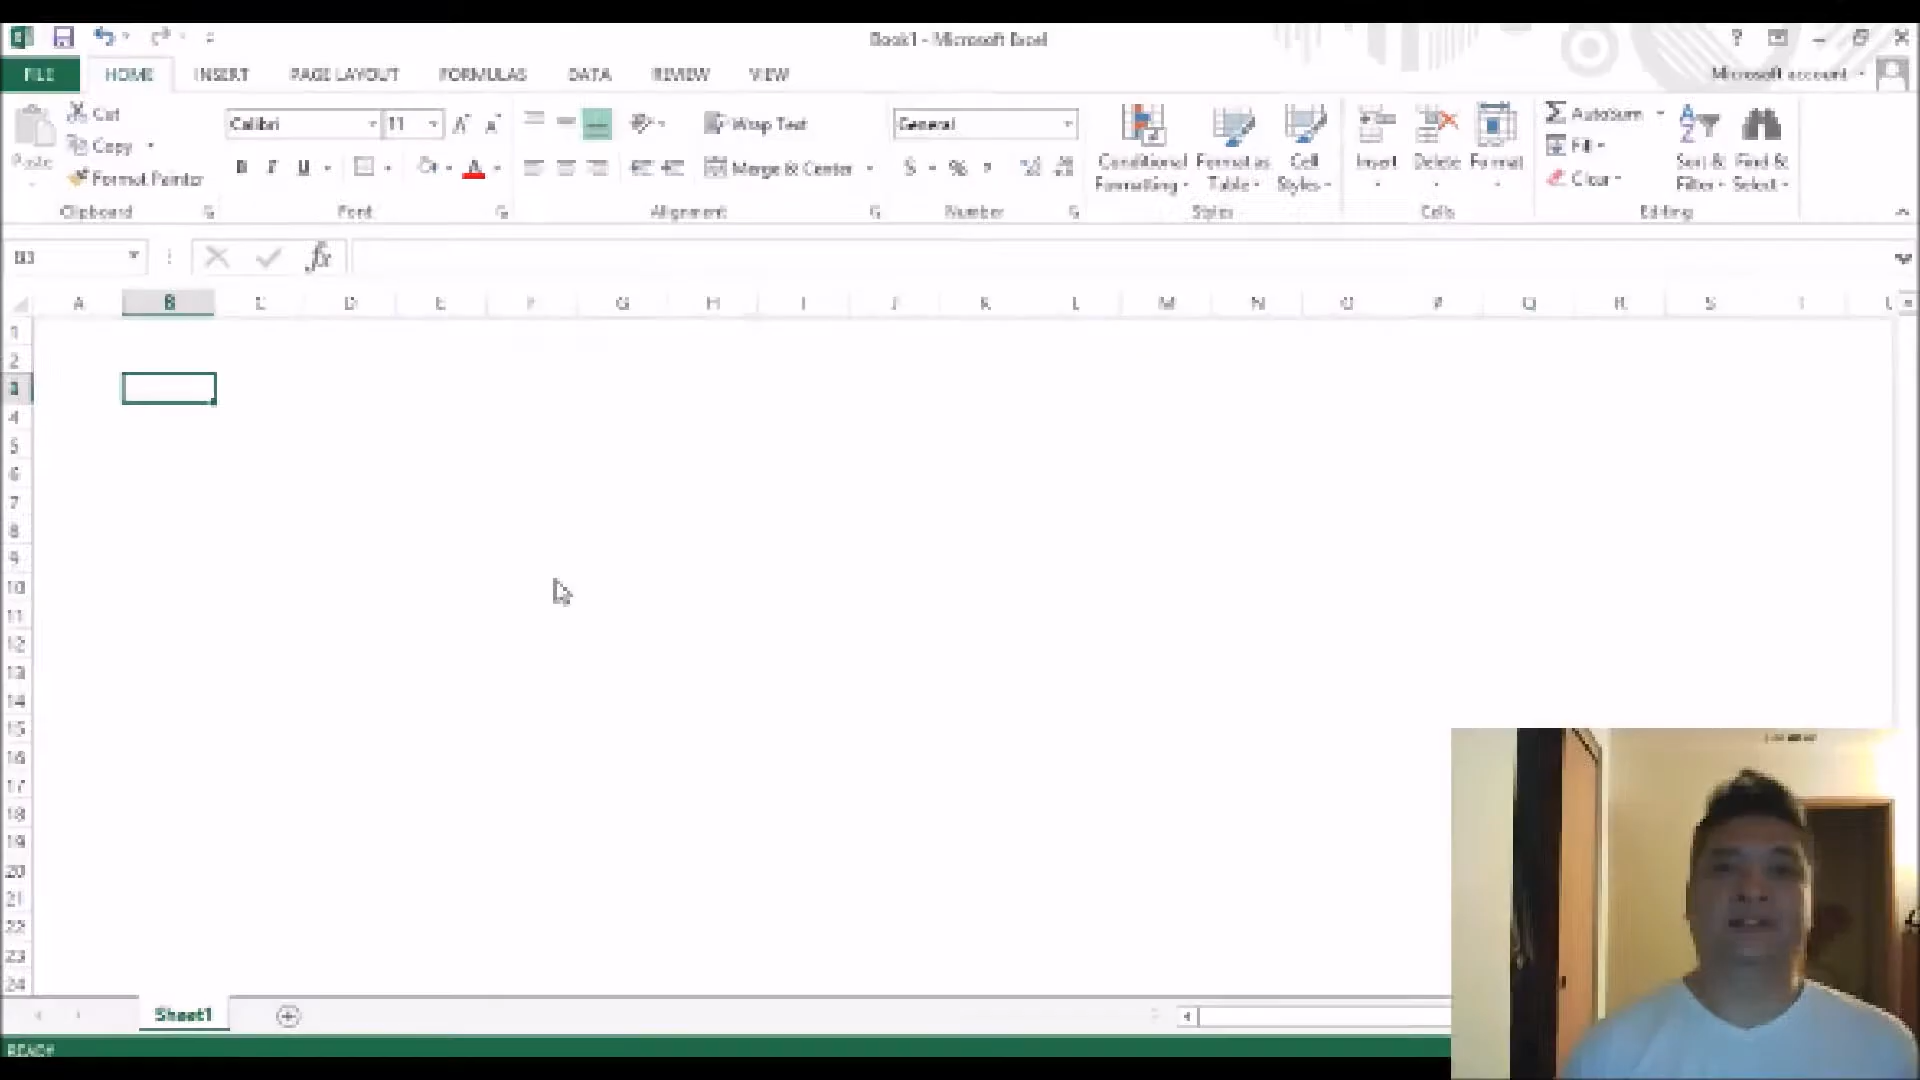 Book1 - Microsoft Excel
FILE HOME INSERT PAGE LAYOUT FORMULAS DATA REVIEW VIEW
Microsoft account
Paste
Cut
Copy
Format Painter
Clipboard
Calibri 11
B I U
Font
Wrap Text
Merge & Center
Alignment
General
$ % ,
Number
Conditional Formatting
Format as Table
Cell Styles
Styles
Insert Delete Format
Cells
AutoSum
Fill
Clear
Sort & Filter
Find & Select
Editing
B3 fx
A B C D E F G H I J K L M N O P Q R S T U
1
2
3
4
5
6
7
8
9
10
11
12
13
14
15
16
17
18
19
20
21
22
23
24
Sheet1
READY